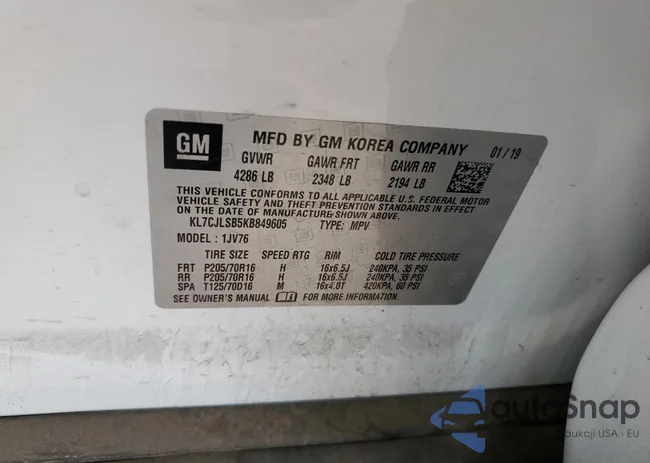 GM MFD BY GM KOREA COMPANY 01/19
GVWR GAWR FRT GAWR RR
4286 LB 2348 LB 2194 LB
THIS VEHICLE CONFORMS TO ALL APPLICABLE U.S. FEDERAL MOTOR
VEHICLE SAFETY AND THEFT PREVENTION STANDARDS IN EFFECT ON
THE DATE OF MANUFACTURE SHOWN ABOVE.
KL7CJLSB5KB849605 TYPE: MPV
MODEL : 1JV76
TIRE SIZE SPEED RTG RIM COLD TIRE PRESSURE
FRT P205/70R16 H 16x6.5J 240KPA, 35 PSI
RR P205/70R16 H 16x6.5J 240KPA, 35 PSI
SPA T125/70D16 M 16x4.0T 420KPA, 60 PSI
SEE OWNER'S MANUAL FOR MORE INFORMATION.
autoSnap
aukcji USA i EU